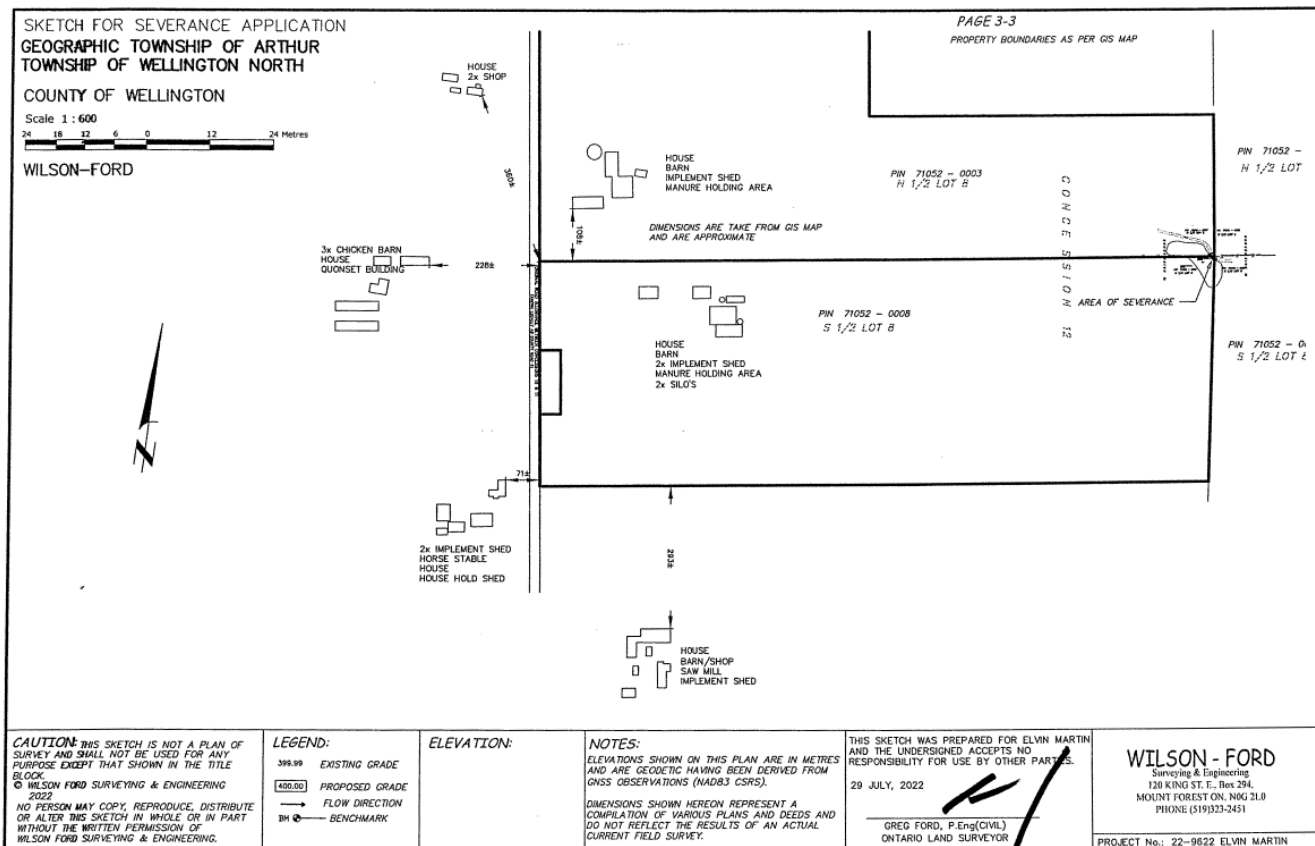 SKETCH FOR SEVERANCE APPLICATION
GEOGRAPHIC TOWNSHIP OF ARTHUR
TOWNSHIP OF WELLINGTON NORTH
COUNTY OF WELLINGTON
Scale 1 : 600
24 18 12 6 0 12 24 Metres
WILSON-FORD
PAGE 3-3
PROPERTY BOUNDARIES AS PER GIS MAP
HOUSE
2x SHOP
360±
HOUSE
BARN
IMPLEMENT SHED
MANURE HOLDING AREA
108±
DIMENSIONS ARE TAKE FROM GIS MAP
AND ARE APPROXIMATE
PIN 71052 - 0003
N 1/2 LOT 8
CONCESSION 12
PIN 71052 -
N 1/2 LOT
3x CHICKEN BARN
HOUSE
QUONSET BUILDING
228±
AREA OF SEVERANCE
PIN 71052 - 0008
S 1/2 LOT 8
PIN 71052 - 0
S 1/2 LOT
HOUSE
BARN
2x IMPLEMENT SHED
MANURE HOLDING AREA
2x SILO'S
N
71±
2x IMPLEMENT SHED
HORSE STABLE
HOUSE
HOUSE HOLD SHED
293±
HOUSE
BARN/SHOP
SAW MILL
IMPLEMENT SHED
CAUTION: THIS SKETCH IS NOT A PLAN OF
SURVEY AND SHALL NOT BE USED FOR ANY
PURPOSE EXCEPT THAT SHOWN IN THE TITLE
BLOCK.
© WILSON FORD SURVEYING & ENGINEERING
2022
NO PERSON MAY COPY, REPRODUCE, DISTRIBUTE
OR ALTER THIS SKETCH IN WHOLE OR IN PART
WITHOUT THE WRITTEN PERMISSION OF
WILSON FORD SURVEYING & ENGINEERING.
LEGEND:
399.99 EXISTING GRADE
400.00 PROPOSED GRADE
FLOW DIRECTION
BM BENCHMARK
ELEVATION:
NOTES:
ELEVATIONS SHOWN ON THIS PLAN ARE IN METRES
AND ARE GEODETIC HAVING BEEN DERIVED FROM
GNSS OBSERVATIONS (NAD83 CSRS).
DIMENSIONS SHOWN HEREON REPRESENT A
COMPILATION OF VARIOUS PLANS AND DEEDS AND
DO NOT REFLECT THE RESULTS OF AN ACTUAL
CURRENT FIELD SURVEY.
THIS SKETCH WAS PREPARED FOR ELVIN MARTIN
AND THE UNDERSIGNED ACCEPTS NO
RESPONSIBILITY FOR USE BY OTHER PARTIES.
29 JULY, 2022
GREG FORD, P.Eng(CIVIL)
ONTARIO LAND SURVEYOR
WILSON - FORD
Surveying & Engineering
120 KING ST. E., Box 294,
MOUNT FOREST ON, N0G 2L0
PHONE (519)323-2451
PROJECT No.: 22-9622 ELVIN MARTIN